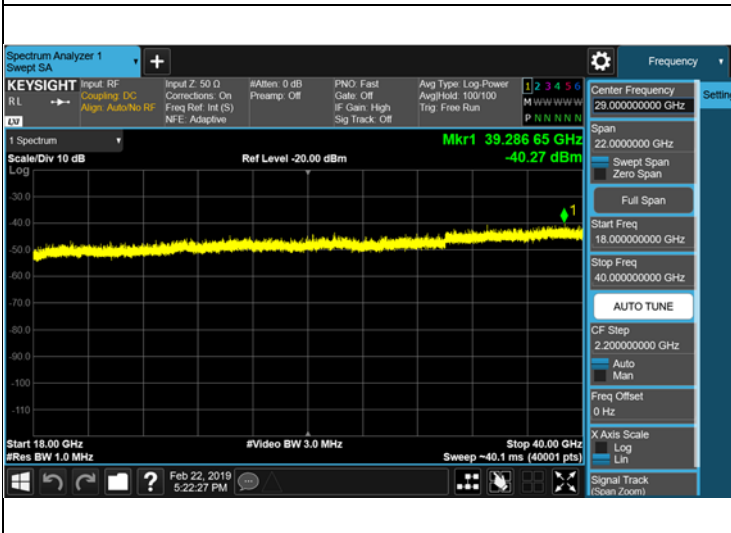 Spectrum Analyzer 1
Swept SA
+
Frequency
KEYSIGHT
RL
LXI
Input: RF
Coupling: DC
Align: Auto/No RF
Input Z: 50 Ω
Corrections: On
Freq Ref: Int (S)
NFE: Adaptive
#Atten: 0 dB
Preamp: Off
PNO: Fast
Gate: Off
IF Gain: High
Sig Track: Off
Avg Type: Log-Power
Avg|Hold: 100/100
Trig: Free Run
1 2 3 4 5 6
M W W W W W
P N N N N N
Center Frequency
29.000000000 GHz
Settin
1 Spectrum
Mkr1 39.286 65 GHz
Scale/Div 10 dB
Ref Level -20.00 dBm
-40.27 dBm
Log
-30.0
-40.0
-50.0
-60.0
-70.0
-80.0
-90.0
-100
-110
1
Span
22.0000000 GHz
Swept Span
Zero Span
Full Span
Start Freq
18.000000000 GHz
Stop Freq
40.000000000 GHz
AUTO TUNE
CF Step
2.200000000 GHz
Auto
Man
Freq Offset
0 Hz
X Axis Scale
Log
Lin
Signal Track
(Span Zoom)
Start 18.00 GHz
#Video BW 3.0 MHz
Stop 40.00 GHz
#Res BW 1.0 MHz
Sweep ~40.1 ms (40001 pts)
?
Feb 22, 2019
5:22:27 PM